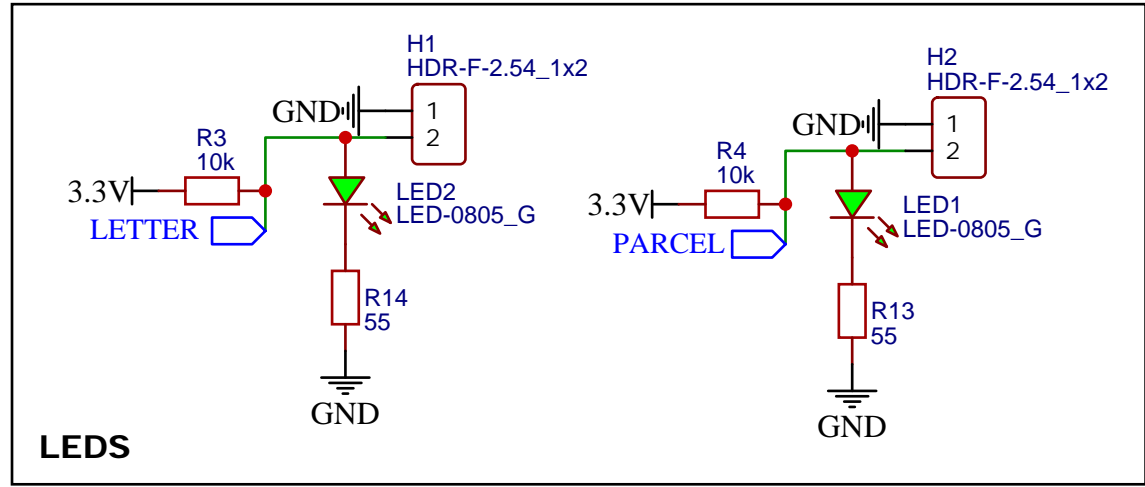 H1
HDR-F-2.54_1x2
GND
1
2
R3
10k
3.3V
LETTER
LED2
LED-0805_G
R14
55
GND
H2
HDR-F-2.54_1x2
GND
1
2
R4
10k
3.3V
PARCEL
LED1
LED-0805_G
R13
55
GND
LEDS